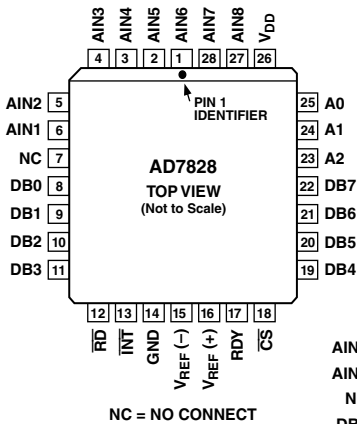 AIN3 AIN4 AIN5 AIN6 AIN7 AIN8 VDD
4 3 2 1 28 27 26
PIN 1
IDENTIFIER
AIN2 5
AIN1 6
NC 7
DB0 8
DB1 9
DB2 10
DB3 11
AD7828
TOP VIEW
(Not to Scale)
25 A0
24 A1
23 A2
22 DB7
21 DB6
20 DB5
19 DB4
12 13 14 15 16 17 18
RD INT GND VREF (–) VREF (+) RDY CS
NC = NO CONNECT
AIN
AIN
N
DB